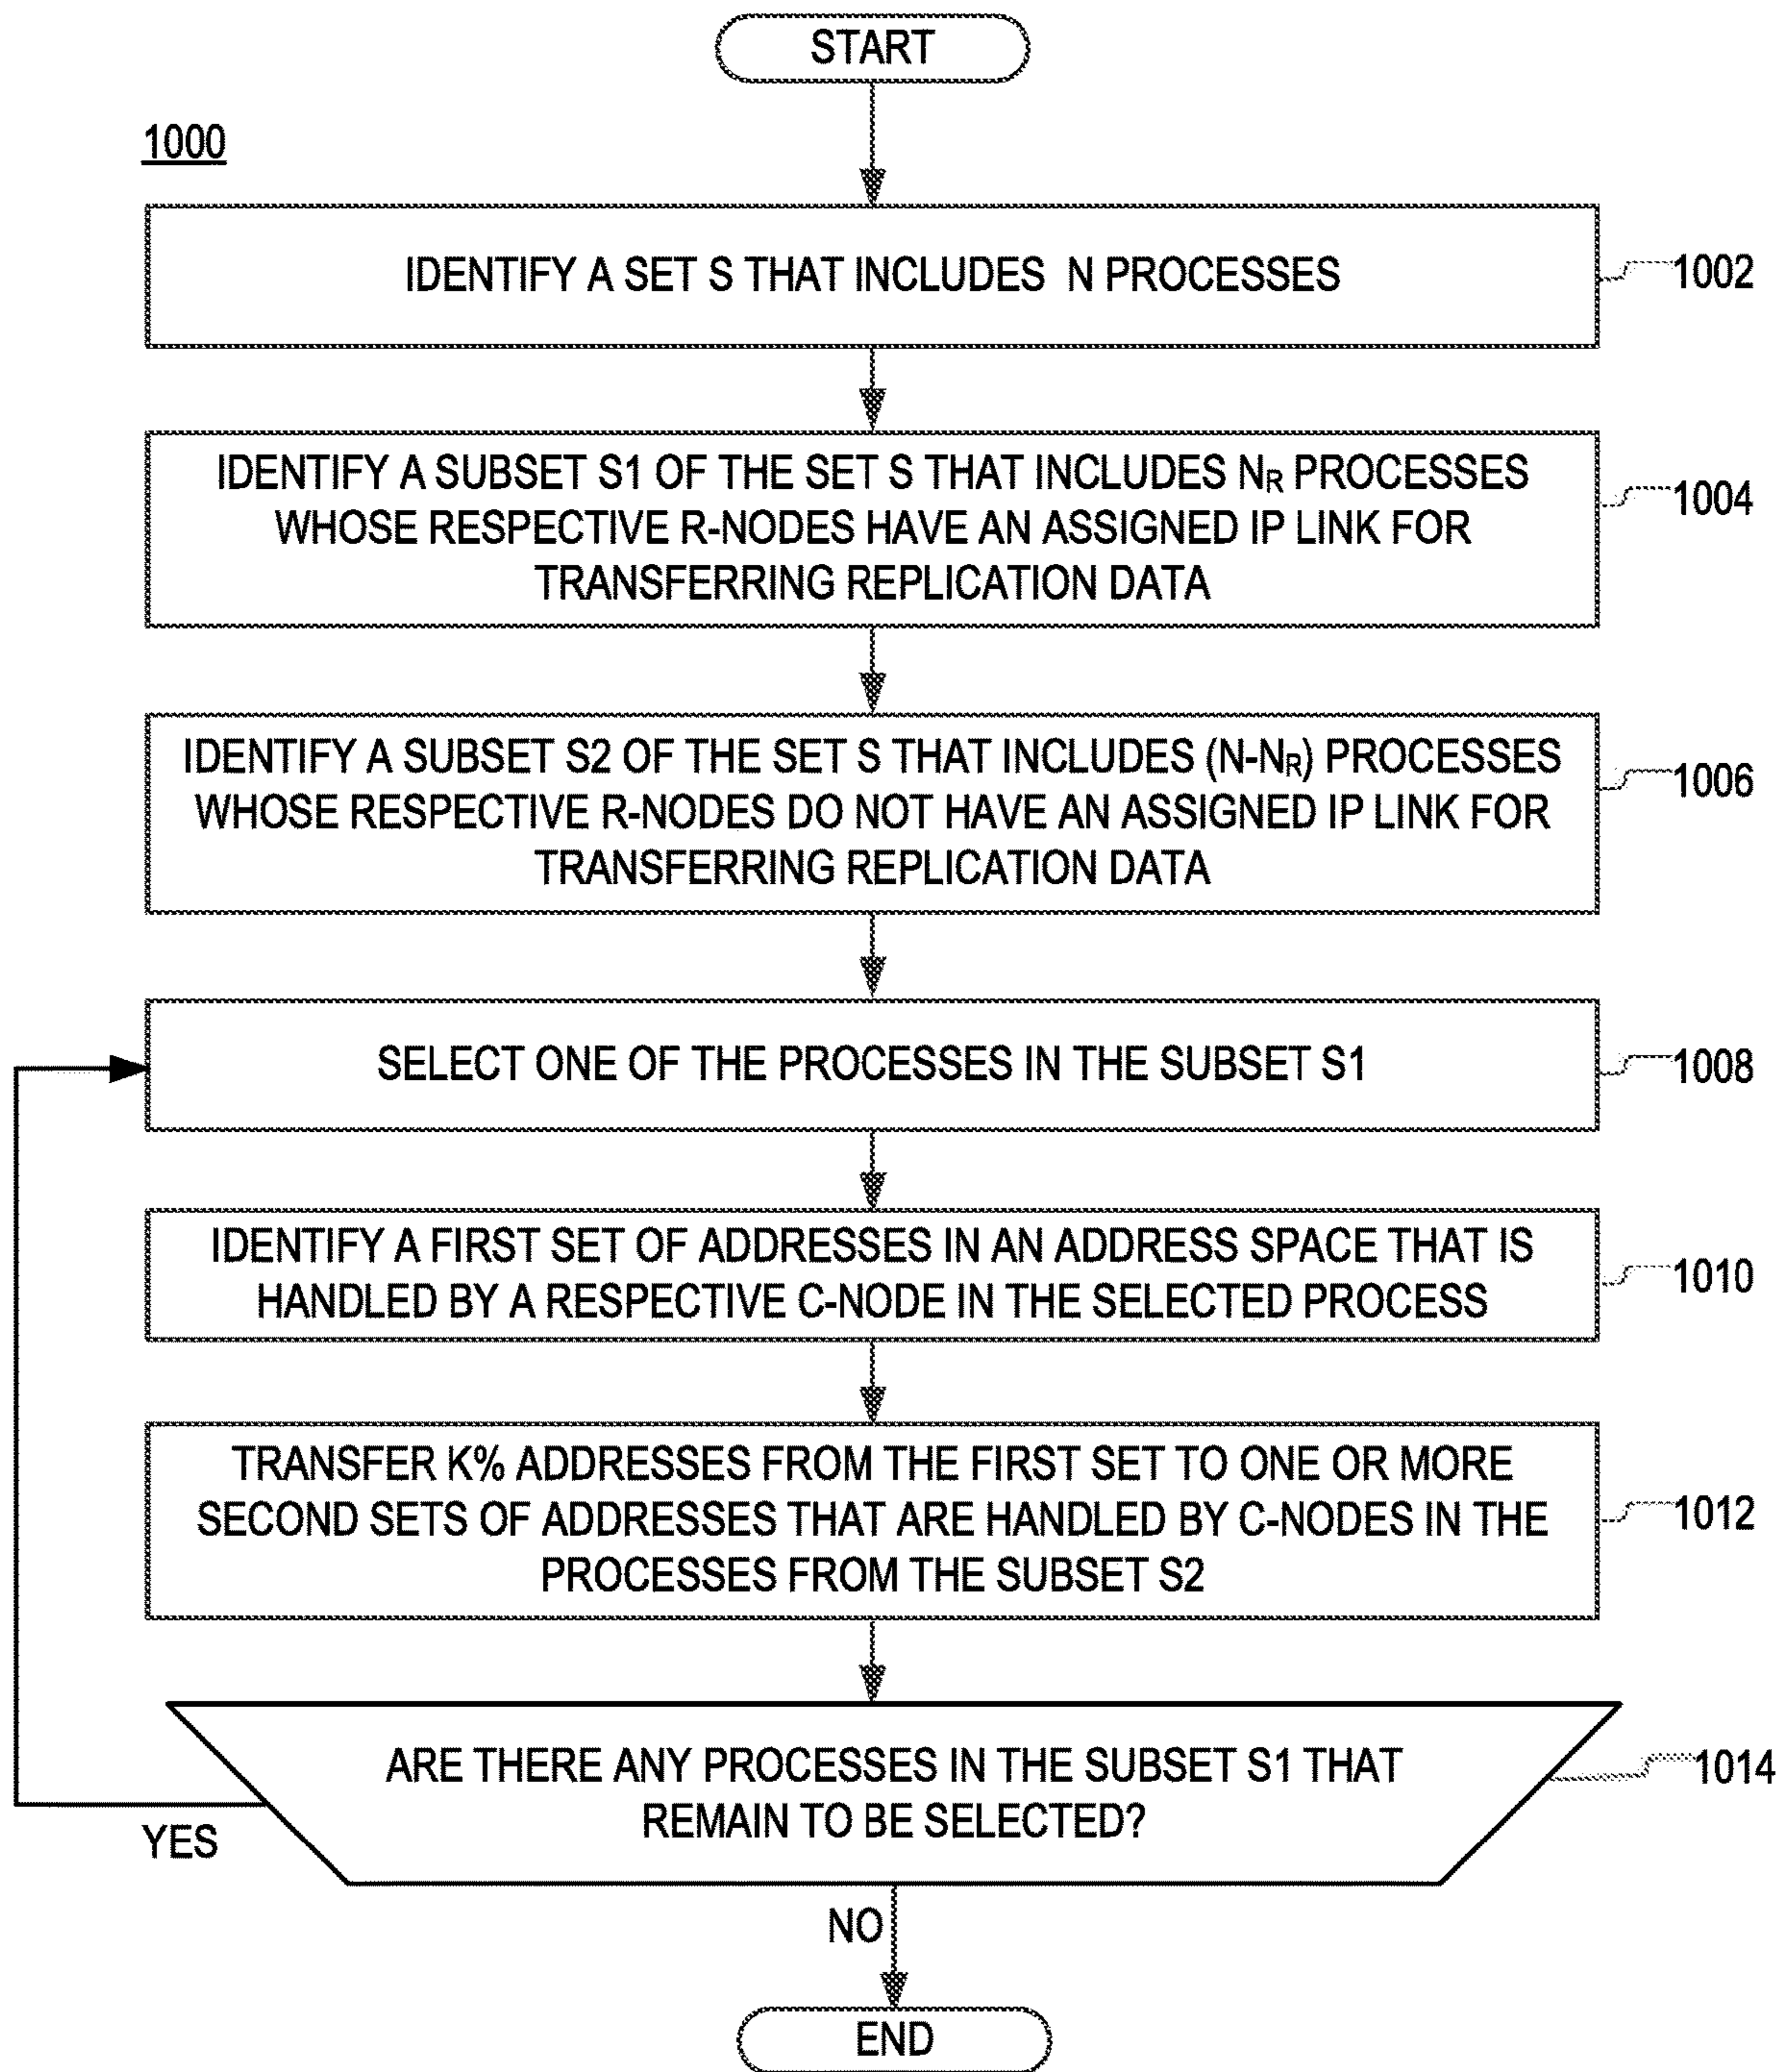 START
1000
IDENTIFY A SET S THAT INCLUDES N PROCESSES
1002
IDENTIFY A SUBSET S1 OF THE SET S THAT INCLUDES NR PROCESSES
WHOSE RESPECTIVE R-NODES HAVE AN ASSIGNED IP LINK FOR
TRANSFERRING REPLICATION DATA
1004
IDENTIFY A SUBSET S2 OF THE SET S THAT INCLUDES (N-NR) PROCESSES
WHOSE RESPECTIVE R-NODES DO NOT HAVE AN ASSIGNED IP LINK FOR
TRANSFERRING REPLICATION DATA
1006
SELECT ONE OF THE PROCESSES IN THE SUBSET S1
1008
IDENTIFY A FIRST SET OF ADDRESSES IN AN ADDRESS SPACE THAT IS
HANDLED BY A RESPECTIVE C-NODE IN THE SELECTED PROCESS
1010
TRANSFER K% ADDRESSES FROM THE FIRST SET TO ONE OR MORE
SECOND SETS OF ADDRESSES THAT ARE HANDLED BY C-NODES IN THE
PROCESSES FROM THE SUBSET S2
1012
ARE THERE ANY PROCESSES IN THE SUBSET S1 THAT
REMAIN TO BE SELECTED?
1014
YES
NO
END